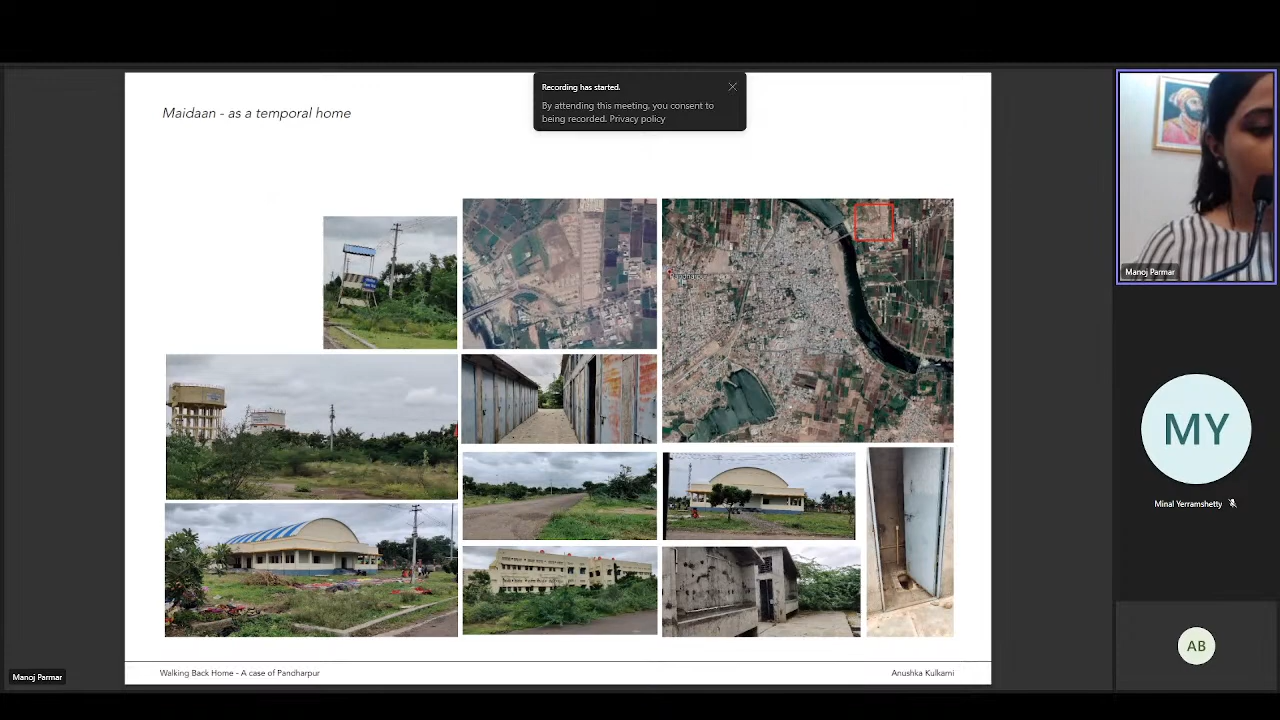 Recording has started.
By attending this meeting, you consent to
being recorded. Privacy policy
Maidaan - as a temporal home
Manoj Parmar
MY
Minal Yerramshetty
AB
Walking Back Home - A case of Pandharpur
Anushka Kulkarni
Manoj Parmar